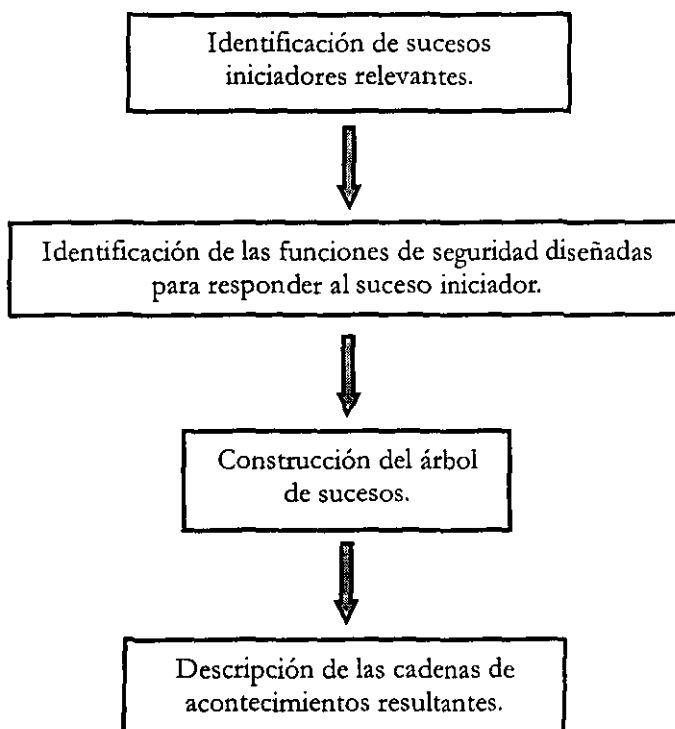 Identificación de sucesos
iniciadores relevantes.
Identificación de las funciones de seguridad diseñadas
para responder al suceso iniciador.
Construcción del árbol
de sucesos.
Descripción de las cadenas de
acontecimientos resultantes.